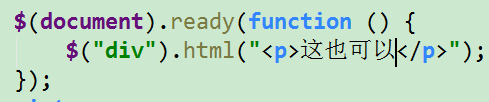 $(document).ready(function () {
    $("div").html("<p>这也可以</p>");
});